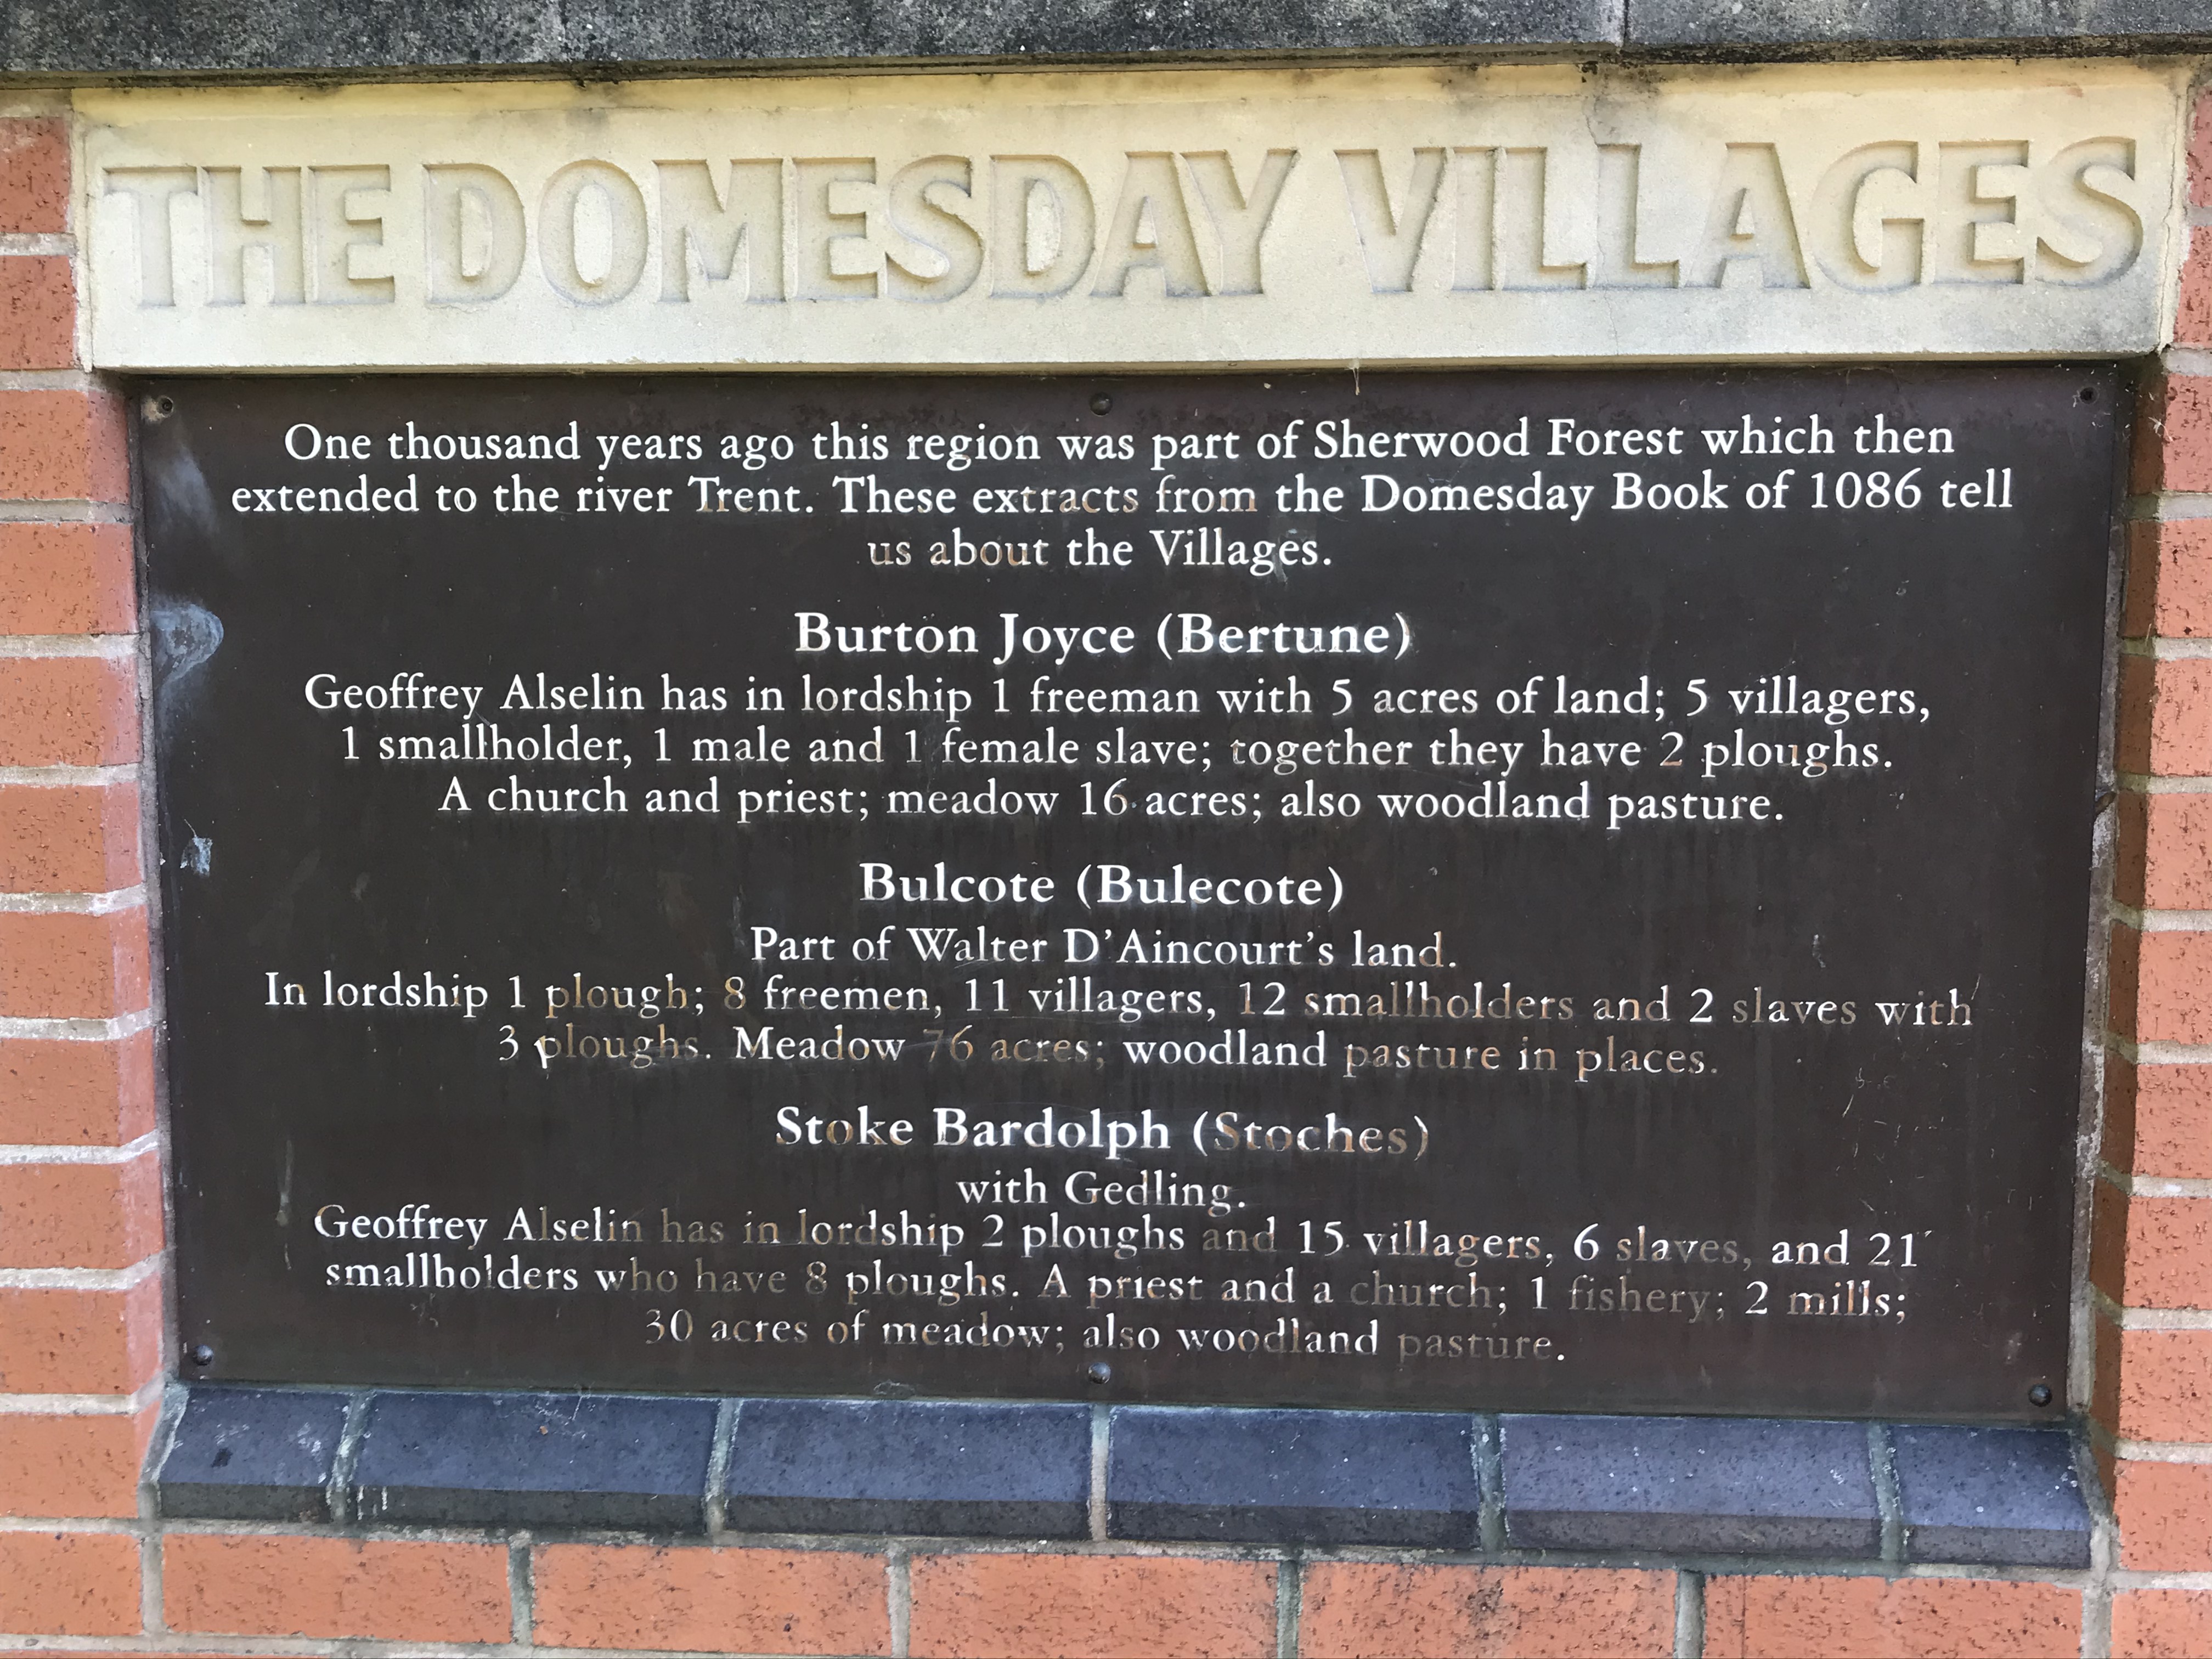 THE DOMESDAY VILLAGES
One thousand years ago this region was part of Sherwood Forest which then
extended to the river Trent. These extracts from the Domesday Book of 1086 tell
us about the Villages.
Burton Joyce (Bertune)
Geoffrey Alselin has in lordship 1 freeman with 5 acres of land; 5 villagers,
1 smallholder, 1 male and 1 female slave; together they have 2 ploughs.
A church and priest; meadow 16 acres; also woodland pasture.
Bulcote (Bulecote)
Part of Walter D'Aincourt's land.
In lordship 1 plough; 8 freemen, 11 villagers, 12 smallholders and 2 slaves with
3 ploughs. Meadow 76 acres; woodland pasture in places.
Stoke Bardolph (Stoches)
with Gedling.
Geoffrey Alselin has in lordship 2 ploughs and 15 villagers, 6 slaves, and 21
smallholders who have 8 ploughs. A priest and a church; 1 fishery; 2 mills;
30 acres of meadow; also woodland pasture.